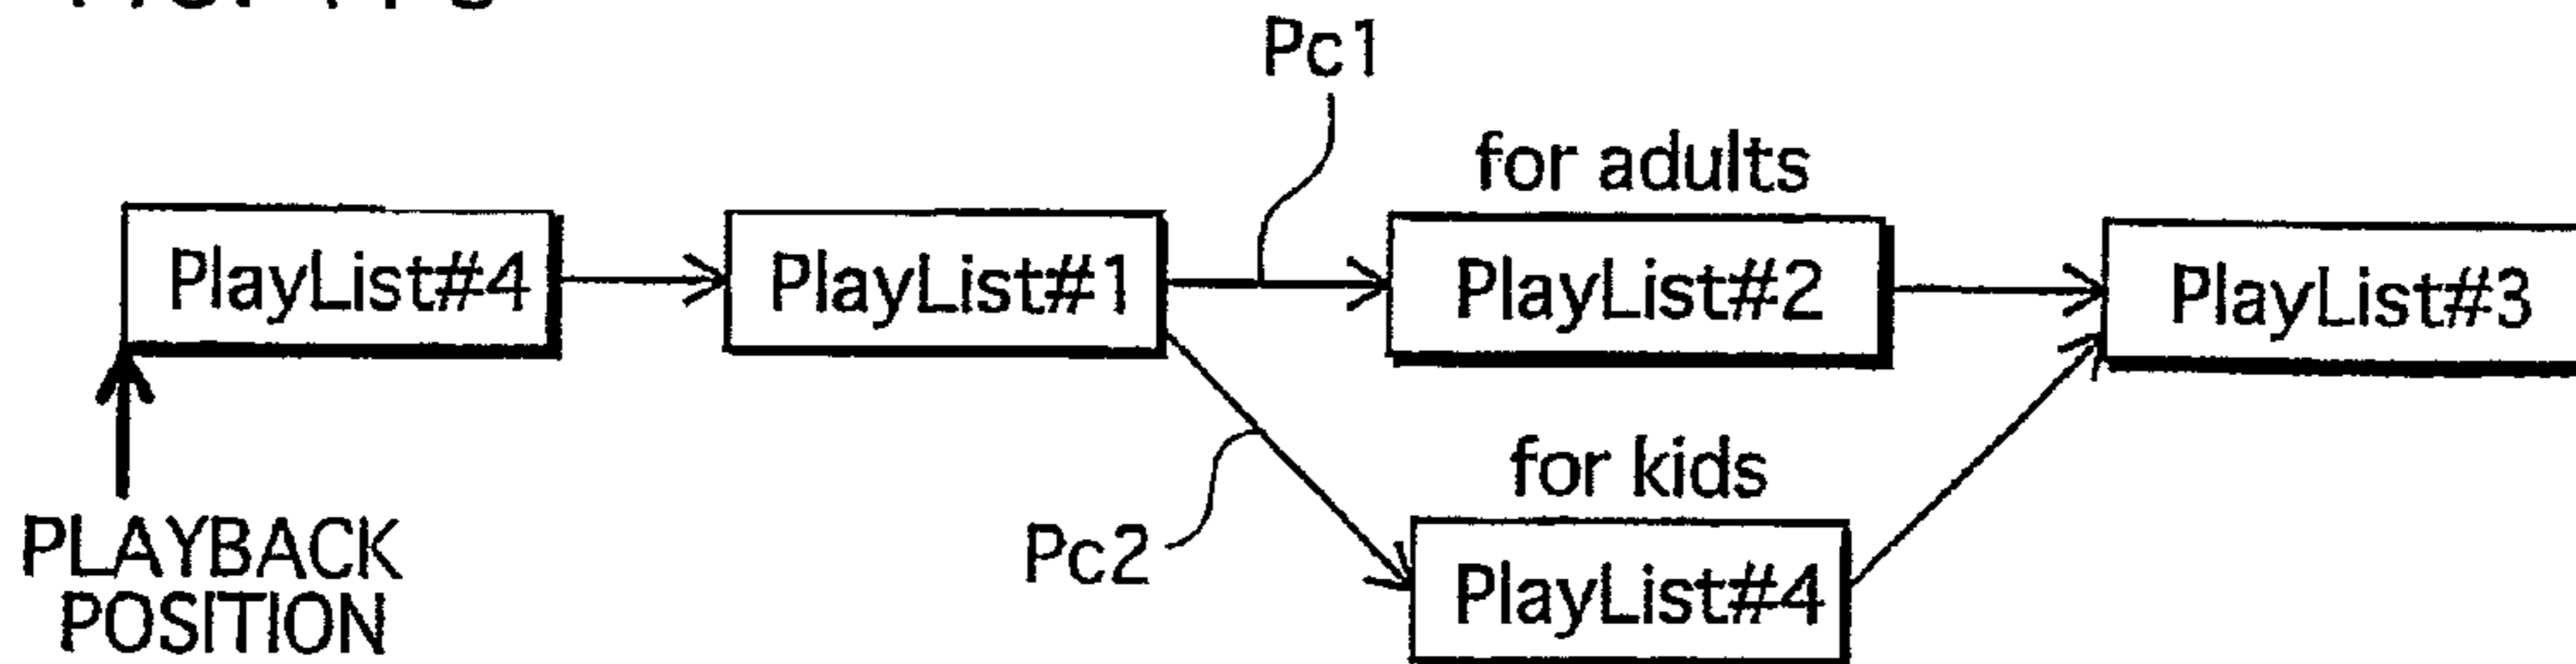 Pc1
for adults
PlayList#4
PlayList#1
PlayList#2
PlayList#3
for kids
Pc2
PlayList#4
PLAYBACK
POSITION